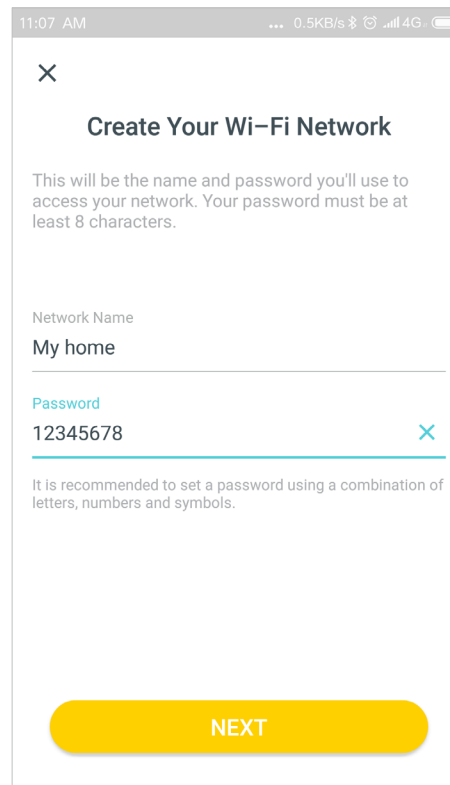 11:07 AM ... 0.5KB/s 4G
Create Your Wi–Fi Network
This will be the name and password you'll use to
access your network. Your password must be at
least 8 characters.
Network Name
My home
Password
12345678
It is recommended to set a password using a combination of
letters, numbers and symbols.
NEXT